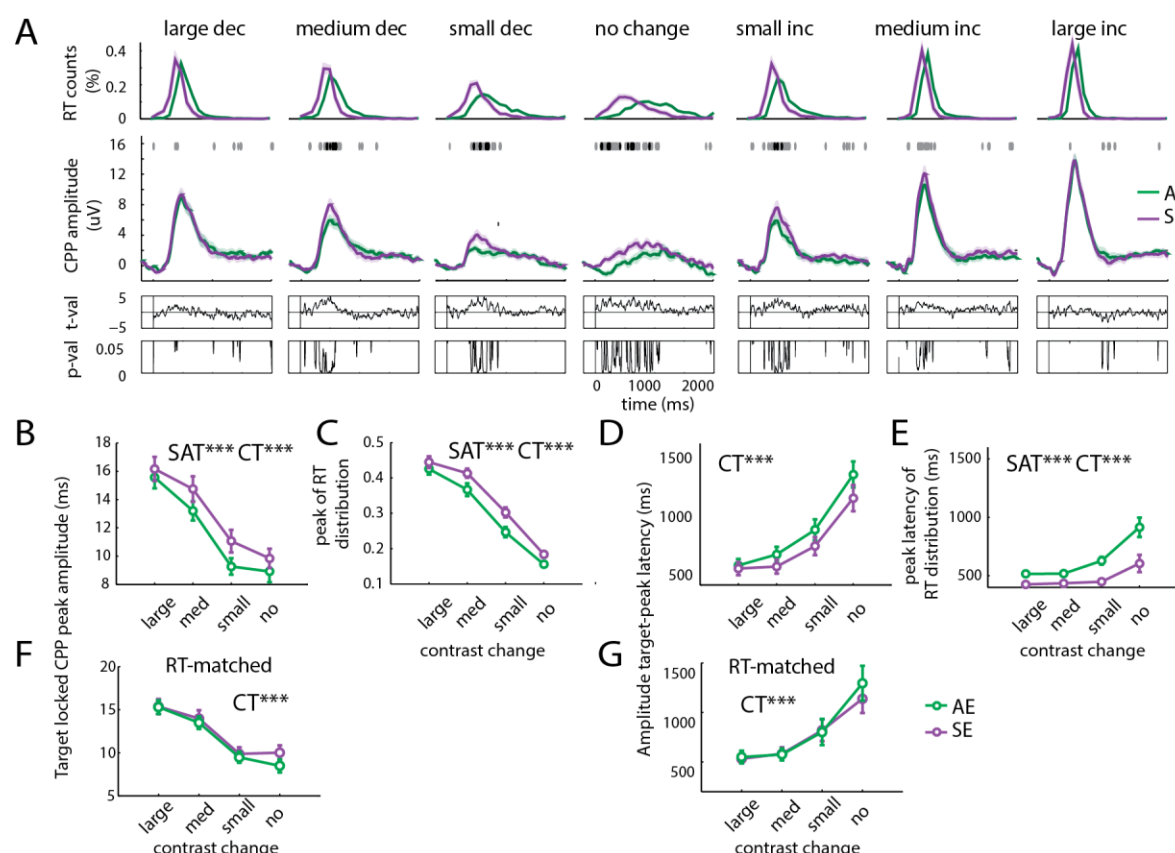 A
large dec medium dec small dec no change small inc medium inc large inc
RT counts
(%)
0.4
0.2
0
CPP amplitude
(uV)
16
12
8
4
0
A
S
t-val
5
−5
p-val
0.05
0
0 1000 2000
time (ms)
B
Target locked CPP peak amplitude (ms)
18
16
14
12
10
8
SAT*** CT***
large med small no
C
peak of RT
distribution
0.5
0.4
0.3
0.2
0.1
SAT*** CT***
large med small no
contrast change
D
Amplitude target-peak latency (ms)
1500
1000
500
CT***
large med small no
E
peak latency of
RT distribution (ms)
1500
1000
500
SAT*** CT***
large med small no
contrast change
F
RT-matched
CT***
20
15
10
5
large med small no
contrast change
G
RT-matched
CT***
1500
1000
500
large med small no
contrast change
AE
SE